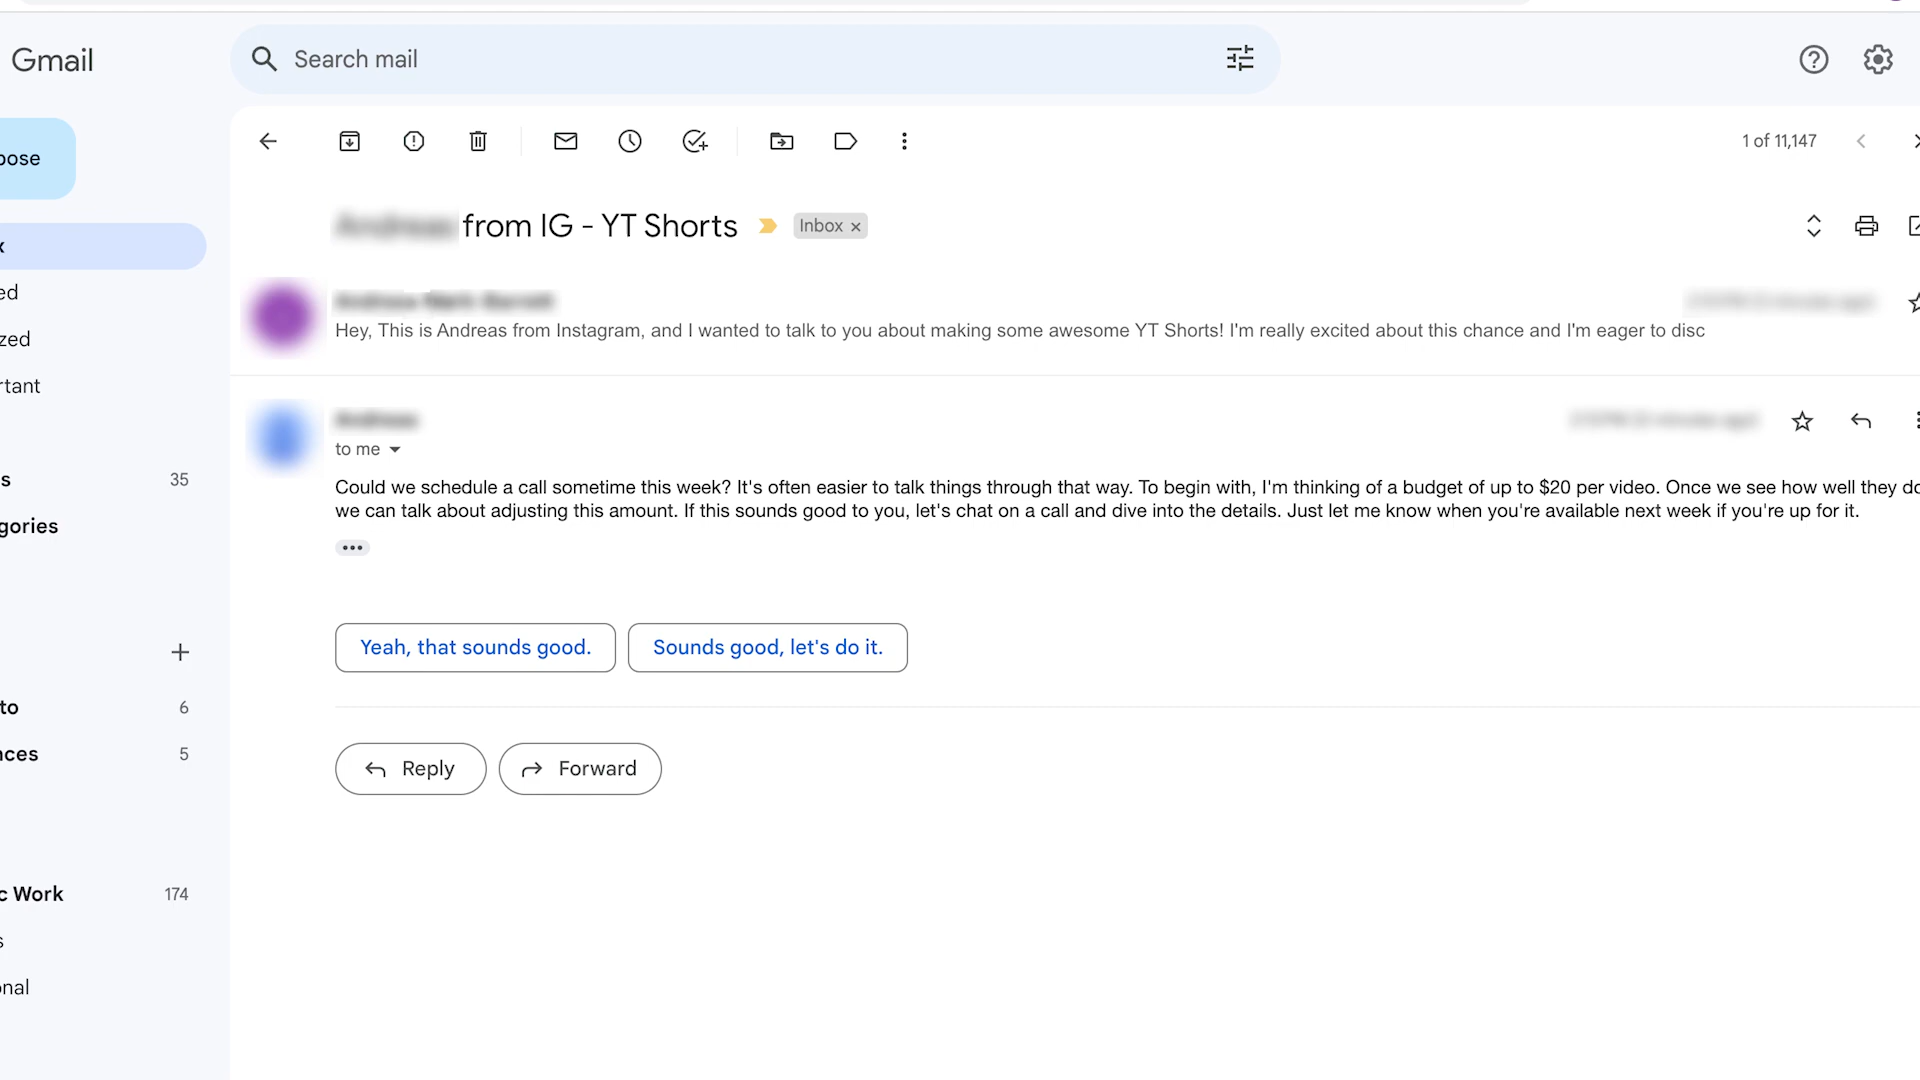 Gmail
Search mail
pose
1 of 11,147
from IG - YT Shorts
Inbox ×
ed
Hey, This is Andreas from Instagram, and I wanted to talk to you about making some awesome YT Shorts! I'm really excited about this chance and I'm eager to disc
zed
rtant
to me
s 35
Could we schedule a call sometime this week? It's often easier to talk things through that way. To begin with, I'm thinking of a budget of up to $20 per video. Once we see how well they do
we can talk about adjusting this amount. If this sounds good to you, let's chat on a call and dive into the details. Just let me know when you're available next week if you're up for it.
gories
Yeah, that sounds good.
Sounds good, let's do it.
to 6
nces 5
Reply
Forward
c Work 174
s
onal